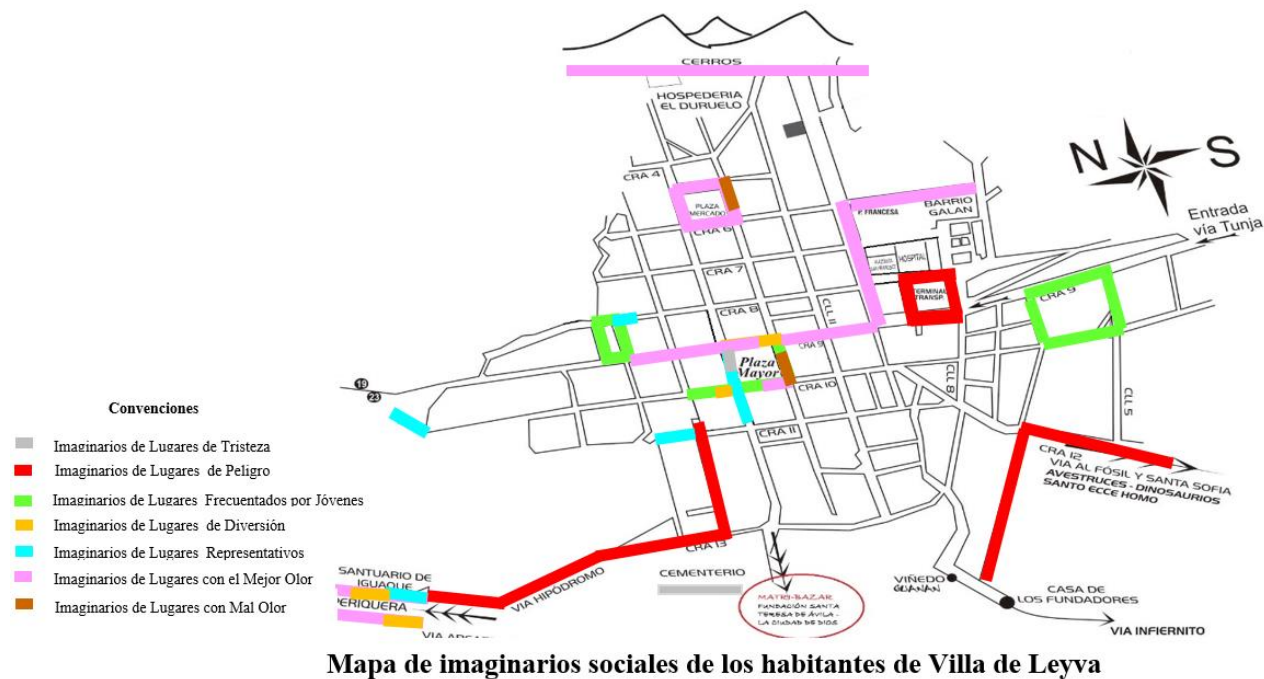 CERROS
HOSPEDERIA
EL DURUELO
N
S
CRA 4
PLAZA
MERCADO
CRA 6
P. FRANCESA
BARRIO
GALAN
Entrada
vía Tunja
HOSPITAL
CRA 7
TERMINAL
TRANSP.
CRA 9
CRA 8
CLL 11
CRA 9
Plaza
Mayor
CRA 10
CLL 8
CLL 5
19
23
CRA 11
CRA 12
VIA AL FÓSIL Y SANTA SOFIA
AVESTRUCES - DINOSAURIOS
SANTO ECCE HOMO
Convenciones
Imaginarios de Lugares de Tristeza
Imaginarios de Lugares de Peligro
Imaginarios de Lugares Frecuentados por Jóvenes
Imaginarios de Lugares de Diversión
Imaginarios de Lugares Representativos
Imaginarios de Lugares con el Mejor Olor
Imaginarios de Lugares con Mal Olor
CRA 13
SANTUARIO DE
IGUAQUE
PERIQUERA
VIA HIPÓDROMO
CEMENTERIO
MATRI-BAZAR
FUNDACIÓN SANTA
TERESA DE ÁVILA -
LA CIUDAD DE DIOS
VIÑEDO
GUANANI
CASA DE
LOS FUNDADORES
VIA INFIERNITO
Mapa de imaginarios sociales de los habitantes de Villa de Leyva